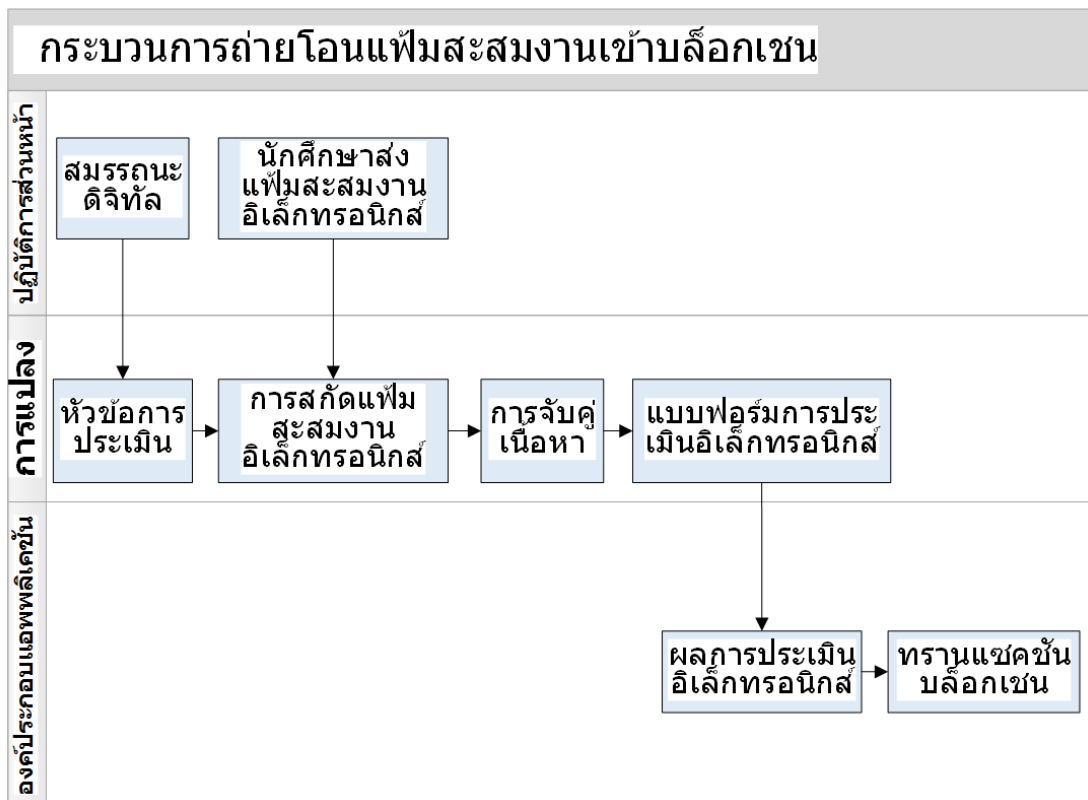 กระบวนการถ่ายโอนแฟ้มสะสมงานเข้าบล็อกเชน
ปฏิบัติการส่วนหน้า
สมรรถนะ
ดิจิทัล
นักศึกษาส่ง
แฟ้มสะสมงาน
อิเล็กทรอนิกส์
การแปลง
หัวข้อการ
ประเมิน
การสกัดแฟ้ม
สะสมงาน
อิเล็กทรอนิกส์
การจับคู่
เนื้อหา
แบบฟอร์มการประ
เมินอิเล็กทรอนิกส์
องค์ประกอบแอพพลิเคชัน
ผลการประเมิน
อิเล็กทรอนิกส์
ทรานแซคชัน
บล็อกเชน